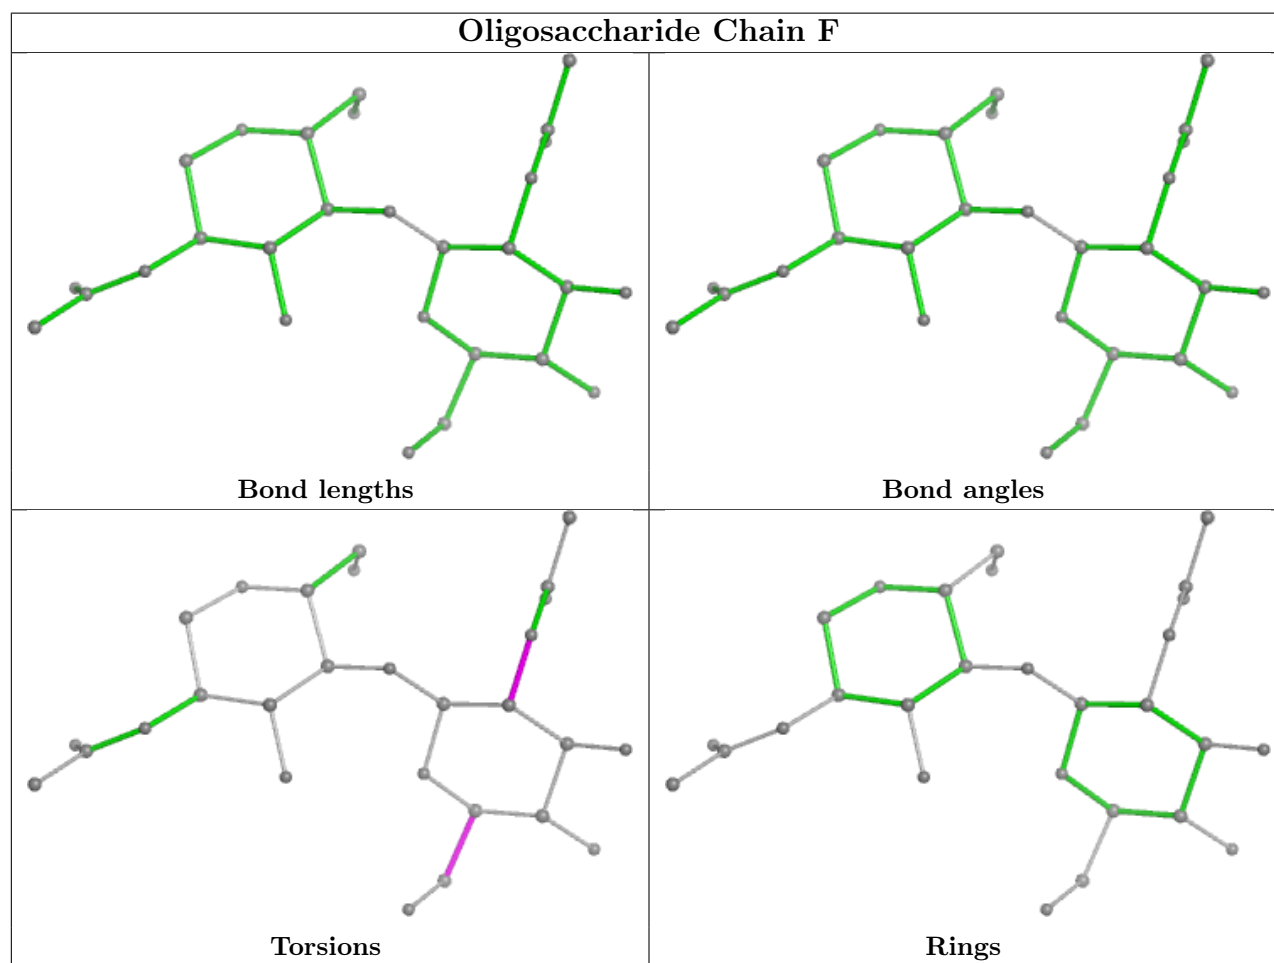 Oligosaccharide Chain F
Bond lengths
Bond angles
Torsions
Rings